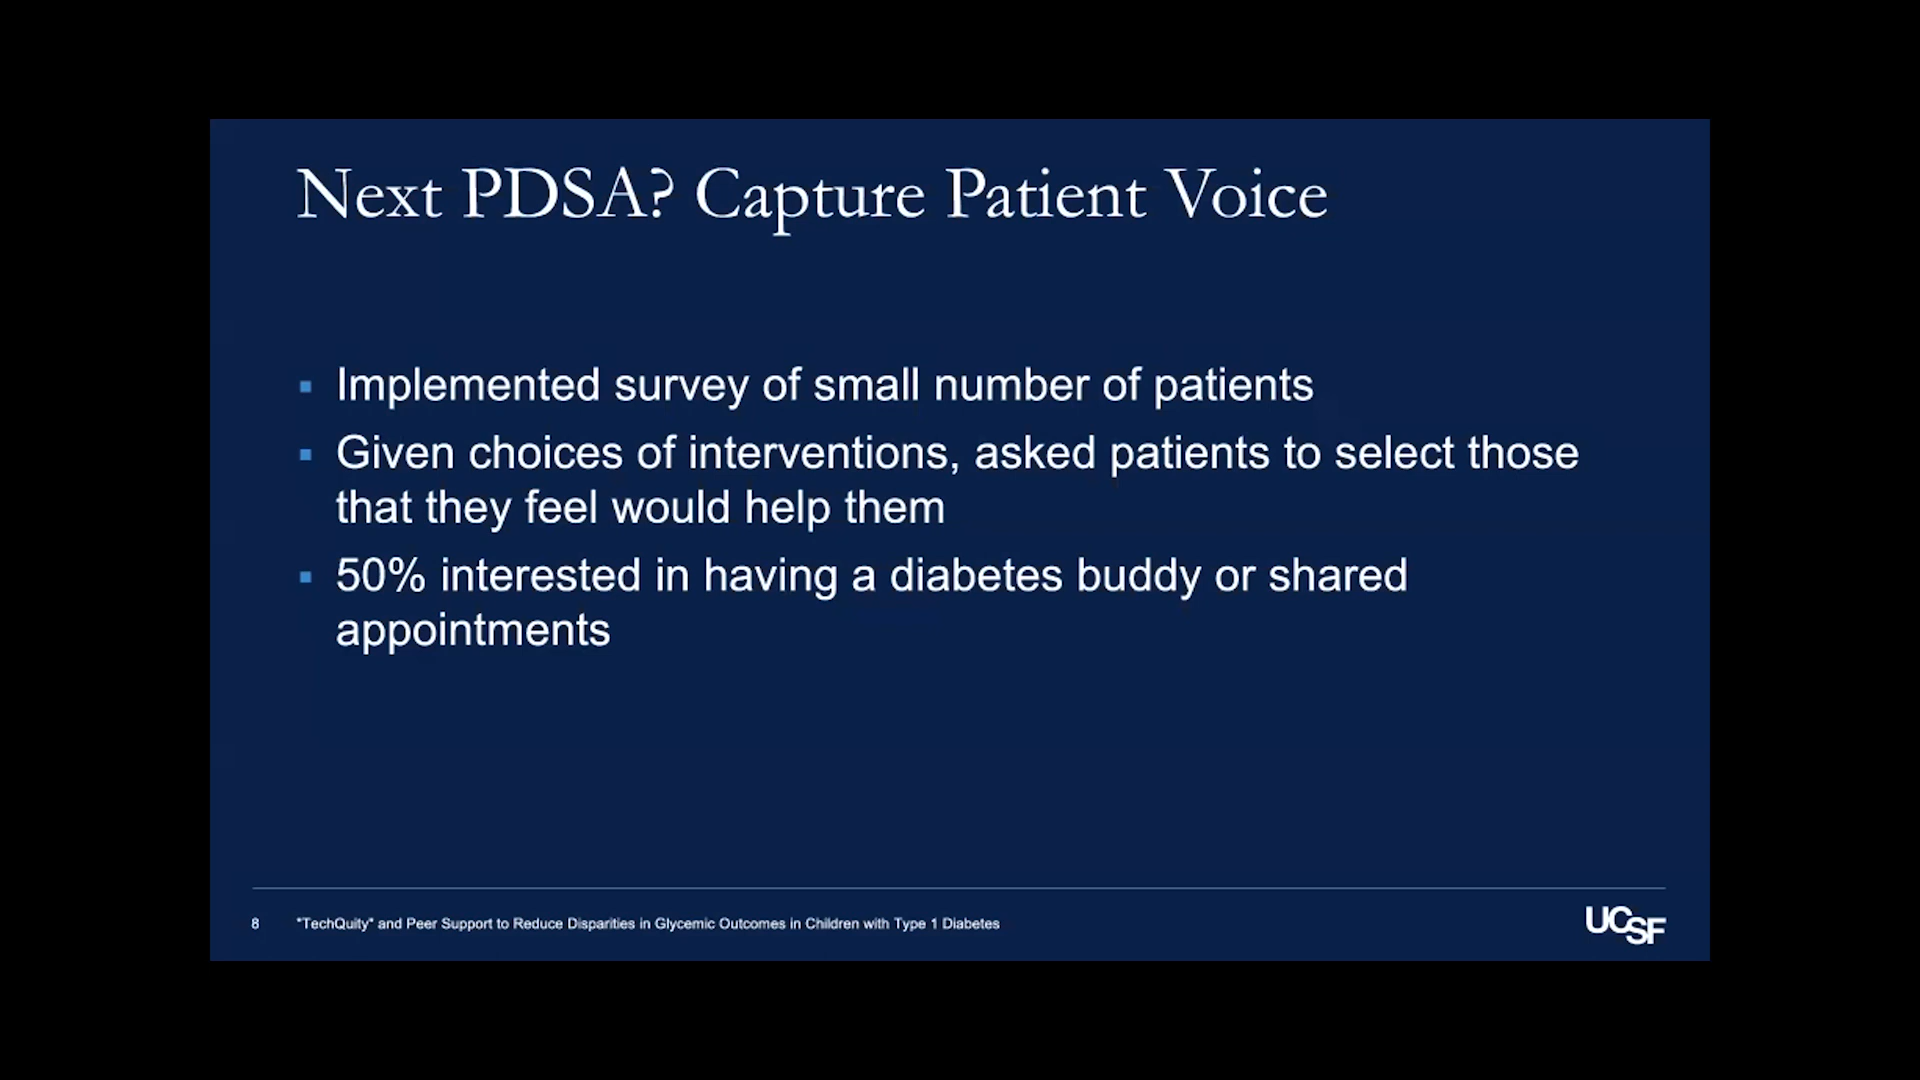 Next PDSA? Capture Patient Voice
▪ Implemented survey of small number of patients
▪ Given choices of interventions, asked patients to select those
that they feel would help them
▪ 50% interested in having a diabetes buddy or shared
appointments
8 "TechQuity" and Peer Support to Reduce Disparities in Glycemic Outcomes in Children with Type 1 Diabetes
UCSF